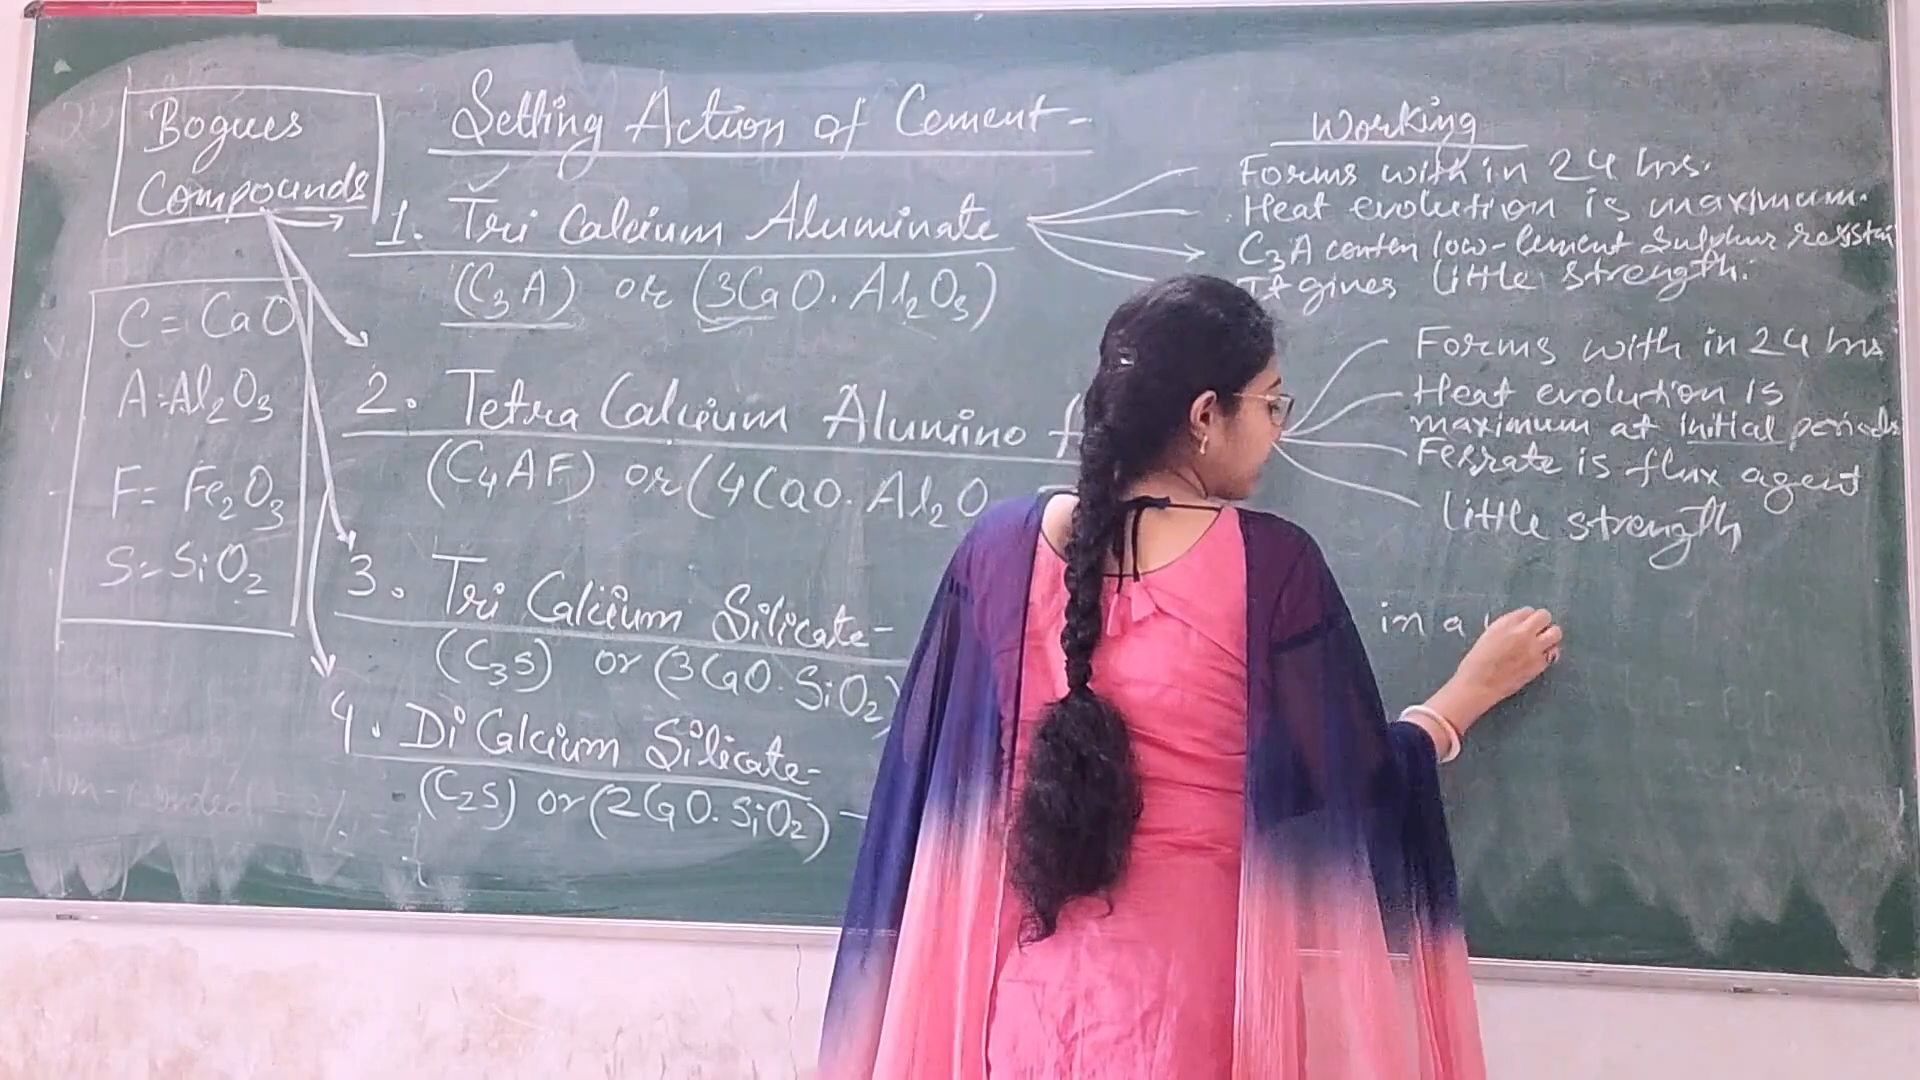 Bogues
Compounds
C = CaO
A = Al2O3
F = Fe2O3
S = SiO2
Setting Action of Cement-
1. Tri Calcium Aluminate
(C3A) or (3CaO. Al2O3)
2. Tetra Calcium Alumino f
(C4AF) or (4CaO. Al2O
3. Tri Calcium Silicate-
(C3S) or (3CaO. SiO2)
4. Di Calcium Silicate-
(C2S) or (2CaO. SiO2)
Working
Forms with in 24 hrs.
Heat evolution is maximum.
C3A conten low- Cement Sulphur resista
It gives little strength.
Forms with in 24 hrs
Heat evolution is
maximum at initial periods
Ferrate is flux agent
little strength
in a